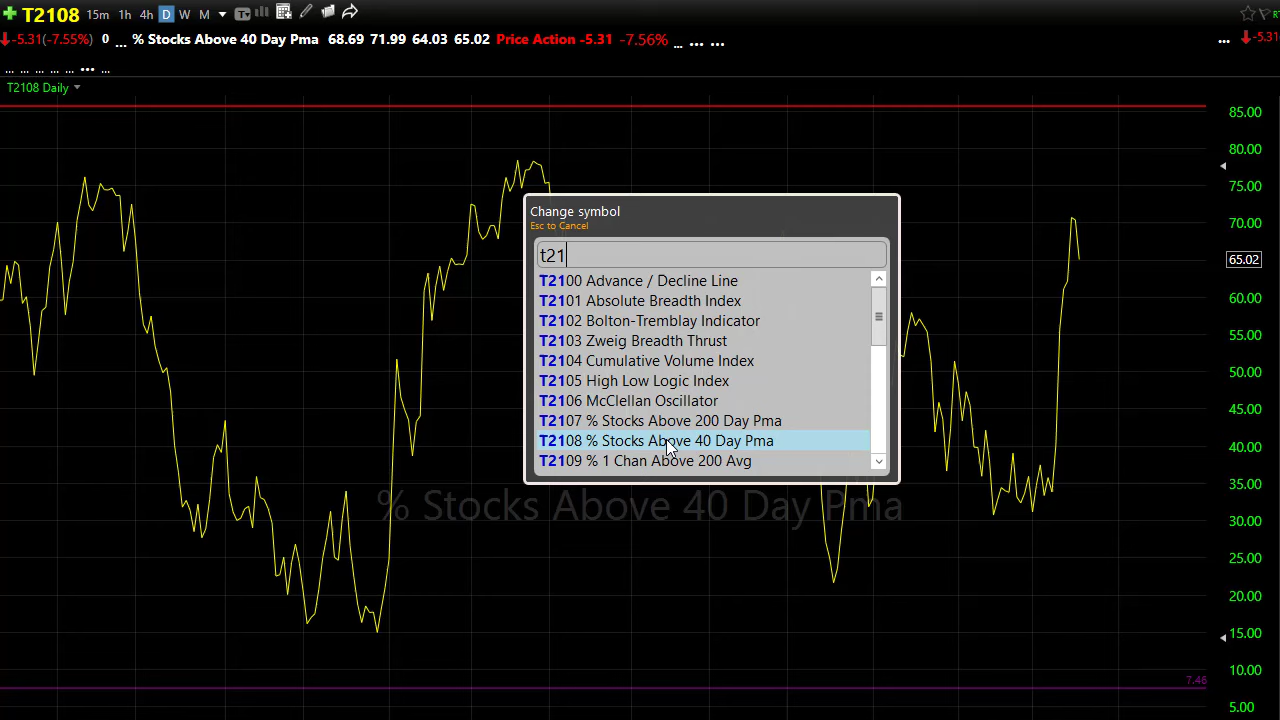 T2108 15m 1h 4h D W M
-5.31(-7.55%) 0 ... % Stocks Above 40 Day Pma 68.69 71.99 64.03 65.02 Price Action -5.31 -7.56% ... ... ... ... -5.31
... ... ... ... ... ... ...
T2108 Daily
Change symbol
Esc to Cancel
t21
T2100 Advance / Decline Line
T2101 Absolute Breadth Index
T2102 Bolton-Tremblay Indicator
T2103 Zweig Breadth Thrust
T2104 Cumulative Volume Index
T2105 High Low Logic Index
T2106 McClellan Oscillator
T2107 % Stocks Above 200 Day Pma
T2108 % Stocks Above 40 Day Pma
T2109 % 1 Chan Above 200 Avg
% Stocks Above 40 Day Pma
85.00
80.00
75.00
70.00
65.02
60.00
55.00
50.00
45.00
40.00
35.00
30.00
25.00
20.00
15.00
10.00
7.46
5.00